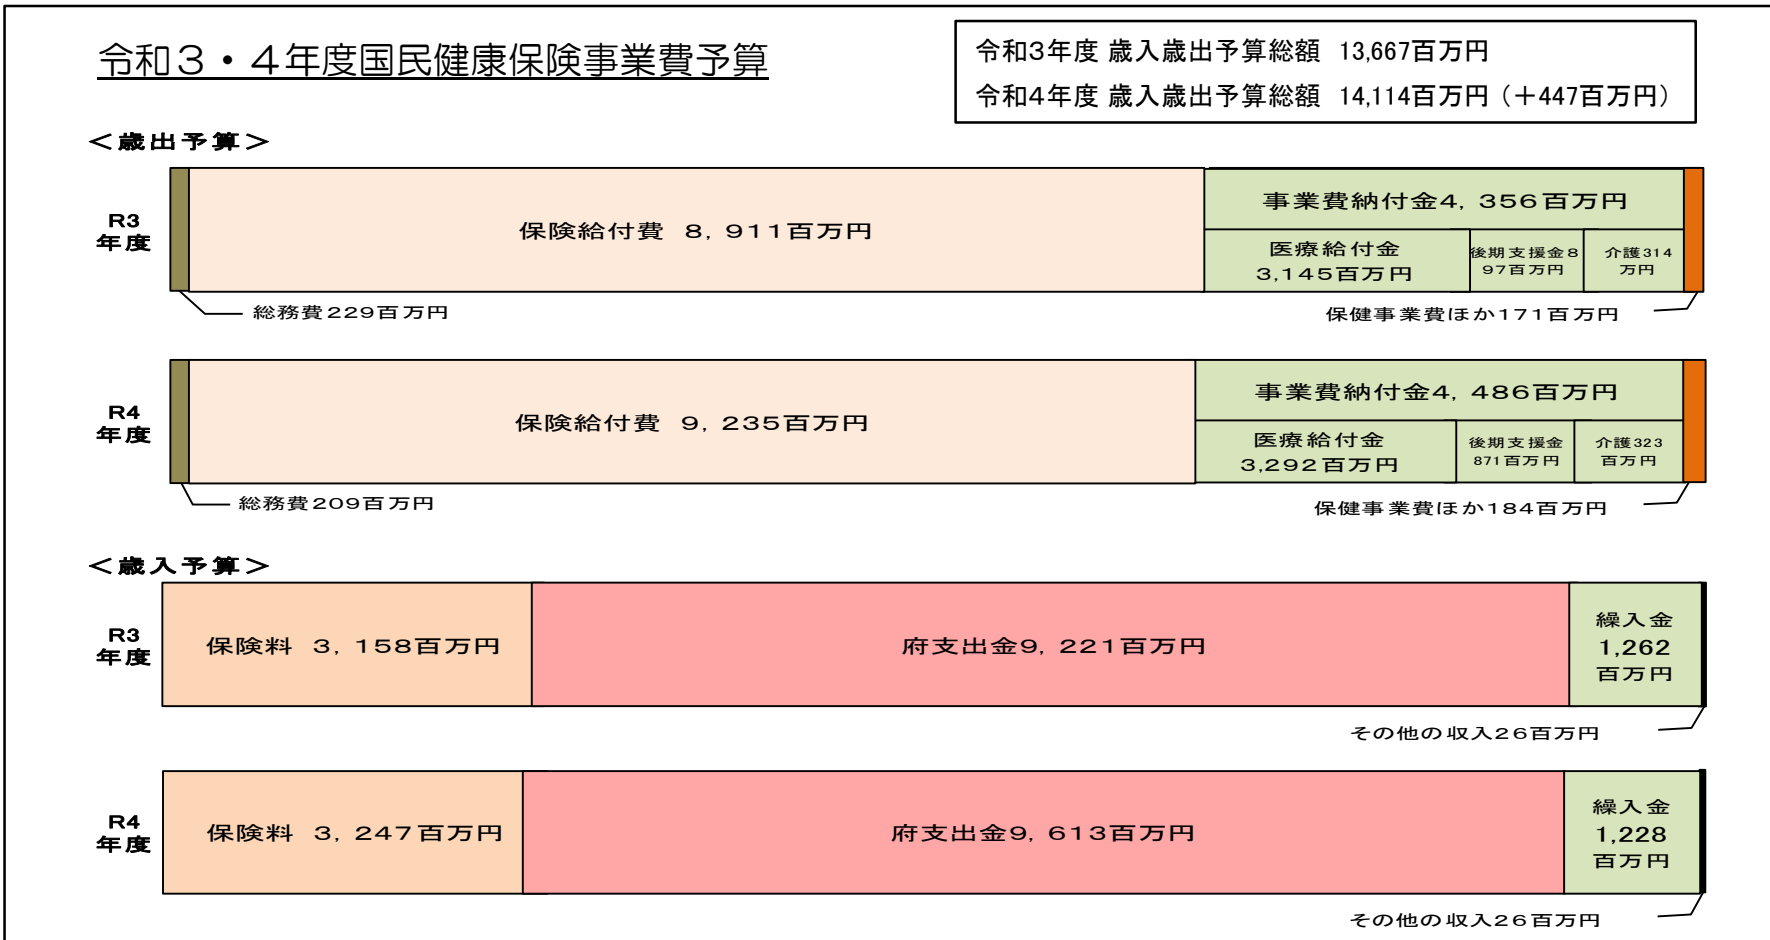 令和３・４年度国民健康保険事業費予算
令和3年度 歳入歳出予算総額 13,667百万円
令和4年度 歳入歳出予算総額 14,114百万円（＋447百万円）
＜歳出予算＞
R3
年度
保険給付費 ８，９１１百万円
事業費納付金４，３５６百万円
医療給付金
3,145百万円
後期支援金８
97百万円
介護314
万円
総務費229百万円
保健事業費ほか171百万円
R4
年度
保険給付費 ９，２３５百万円
事業費納付金４，４８６百万円
医療給付金
3,292百万円
後期支援金
871百万円
介護323
百万円
総務費209百万円
保健事業費ほか184百万円
＜歳入予算＞
R3
年度
保険料 ３，１５８百万円
府支出金９，２２１百万円
繰入金
1,262
百万円
その他の収入２６百万円
R4
年度
保険料 ３，２４７百万円
府支出金９，６１３百万円
繰入金
1,228
百万円
その他の収入２６百万円